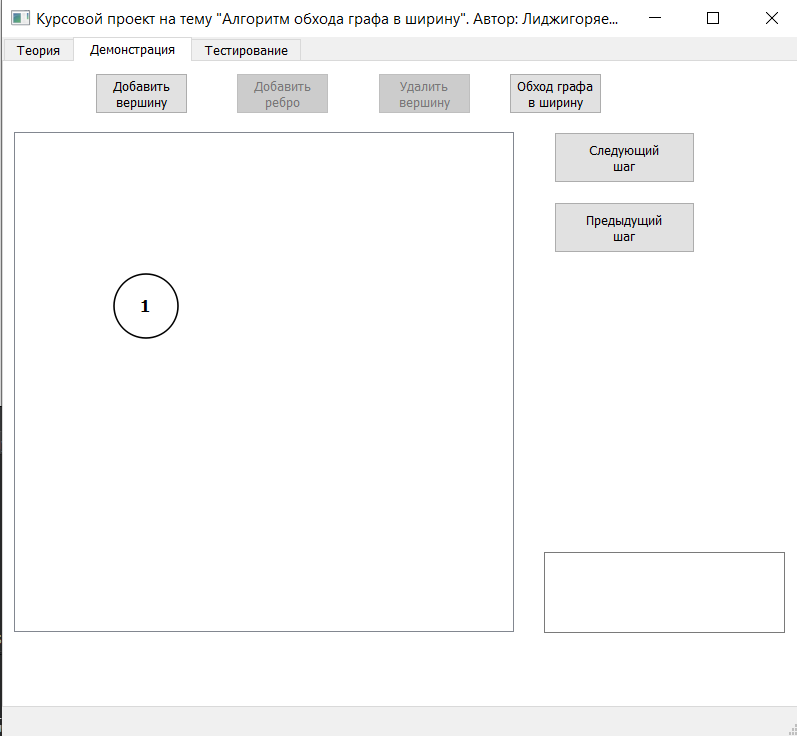 Курсовой проект на тему "Алгоритм обхода графа в ширину". Автор: Лиджигоряе...
Теория Демонстрация Тестирование
Добавить
вершину
Добавить
ребро
Удалить
вершину
Обход графа
в ширину
Следующий
шаг
Предыдущий
шаг
1